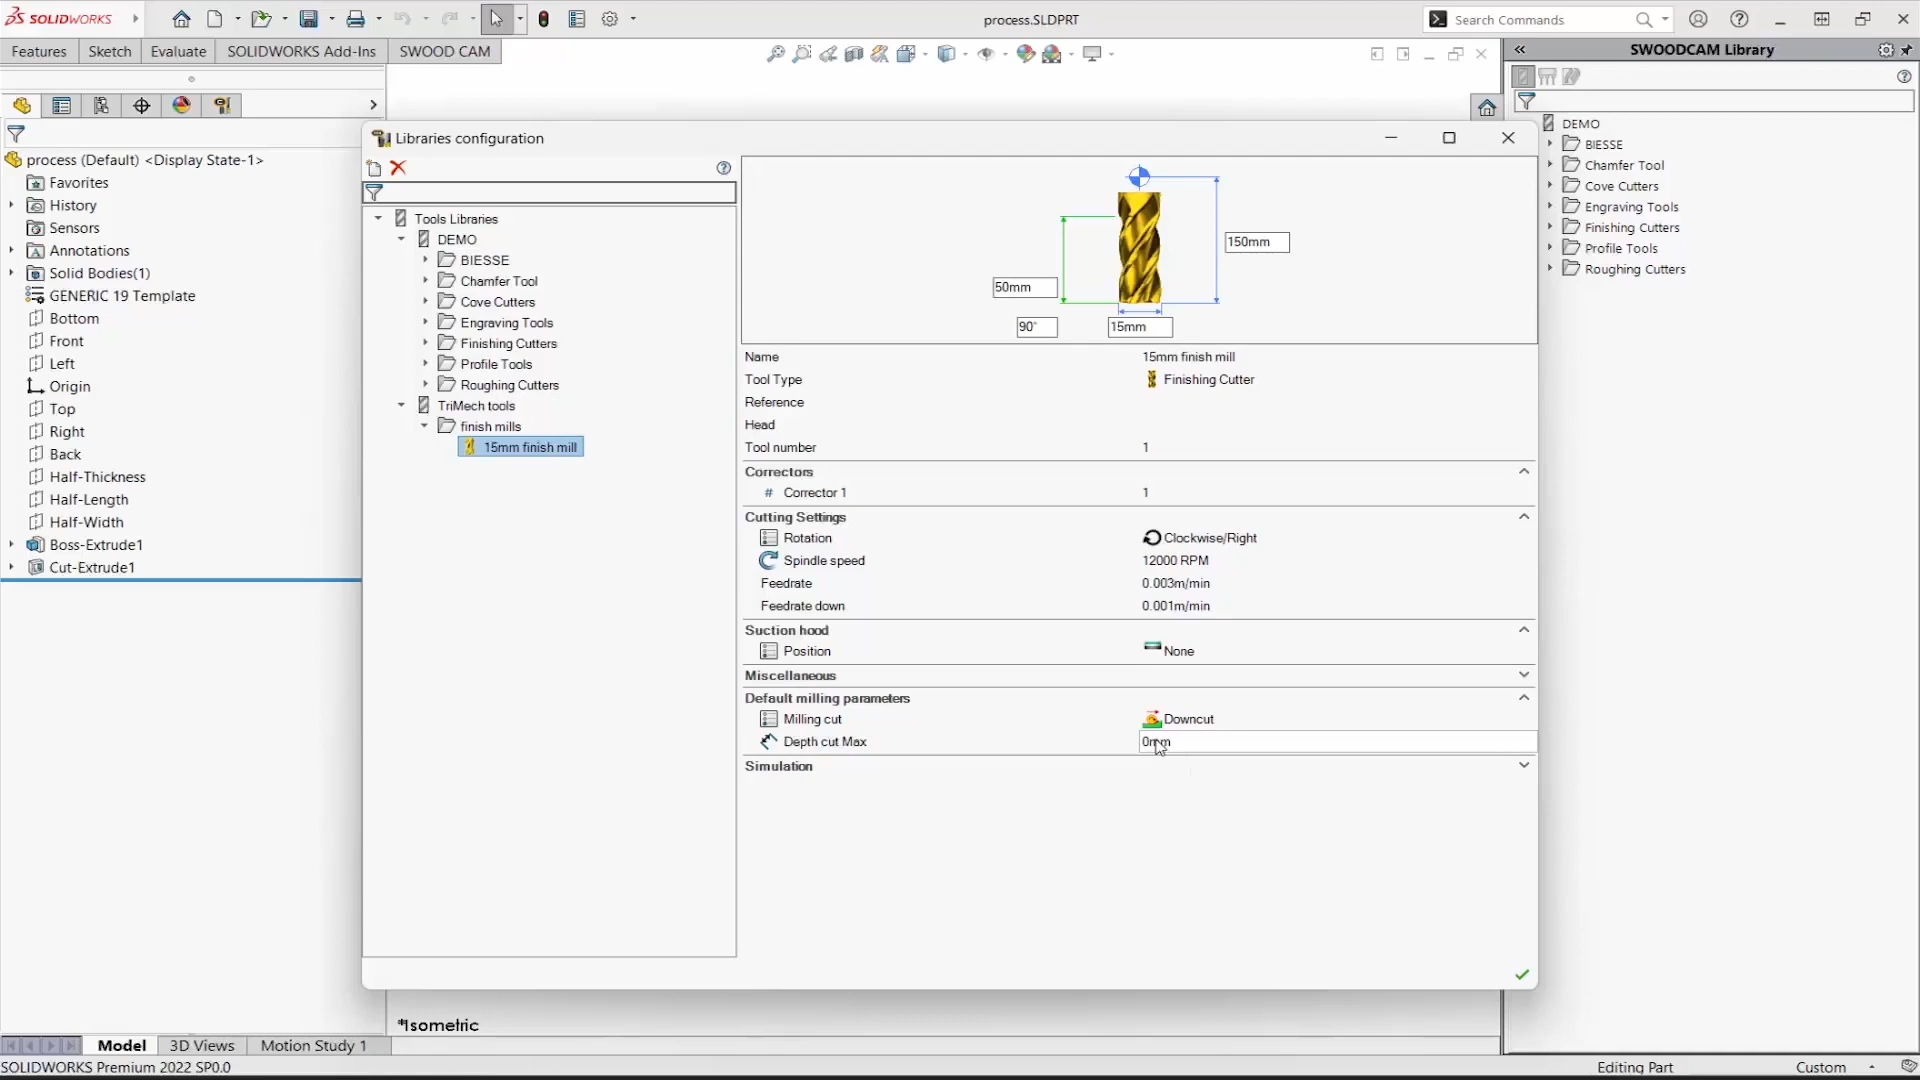 SOLIDWORKS
process.SLDPRT
Search Commands
Features
Sketch
Evaluate
SOLIDWORKS Add-Ins
SWOOD CAM
SWOODCAM Library
process (Default) <Display State-1>
Favorites
History
Sensors
Annotations
Solid Bodies(1)
GENERIC 19 Template
Bottom
Front
Left
Origin
Top
Right
Back
Half-Thickness
Half-Length
Half-Width
Boss-Extrude1
Cut-Extrude1
Libraries configuration
Tools Libraries
DEMO
BIESSE
Chamfer Tool
Cove Cutters
Engraving Tools
Finishing Cutters
Profile Tools
Roughing Cutters
TriMech tools
finish mills
15mm finish mill
150mm
50mm
90°
15mm
Name 15mm finish mill
Tool Type Finishing Cutter
Reference
Head
Tool number 1
Correctors
# Corrector 1 1
Cutting Settings
Rotation Clockwise/Right
Spindle speed 12000 RPM
Feedrate 0.003m/min
Feedrate down 0.001m/min
Suction hood
Position None
Miscellaneous
Default milling parameters
Milling cut Downcut
Depth cut Max 0mm
Simulation
DEMO
BIESSE
Chamfer Tool
Cove Cutters
Engraving Tools
Finishing Cutters
Profile Tools
Roughing Cutters
*Isometric
Model
3D Views
Motion Study 1
SOLIDWORKS Premium 2022 SP0.0
Editing Part
Custom